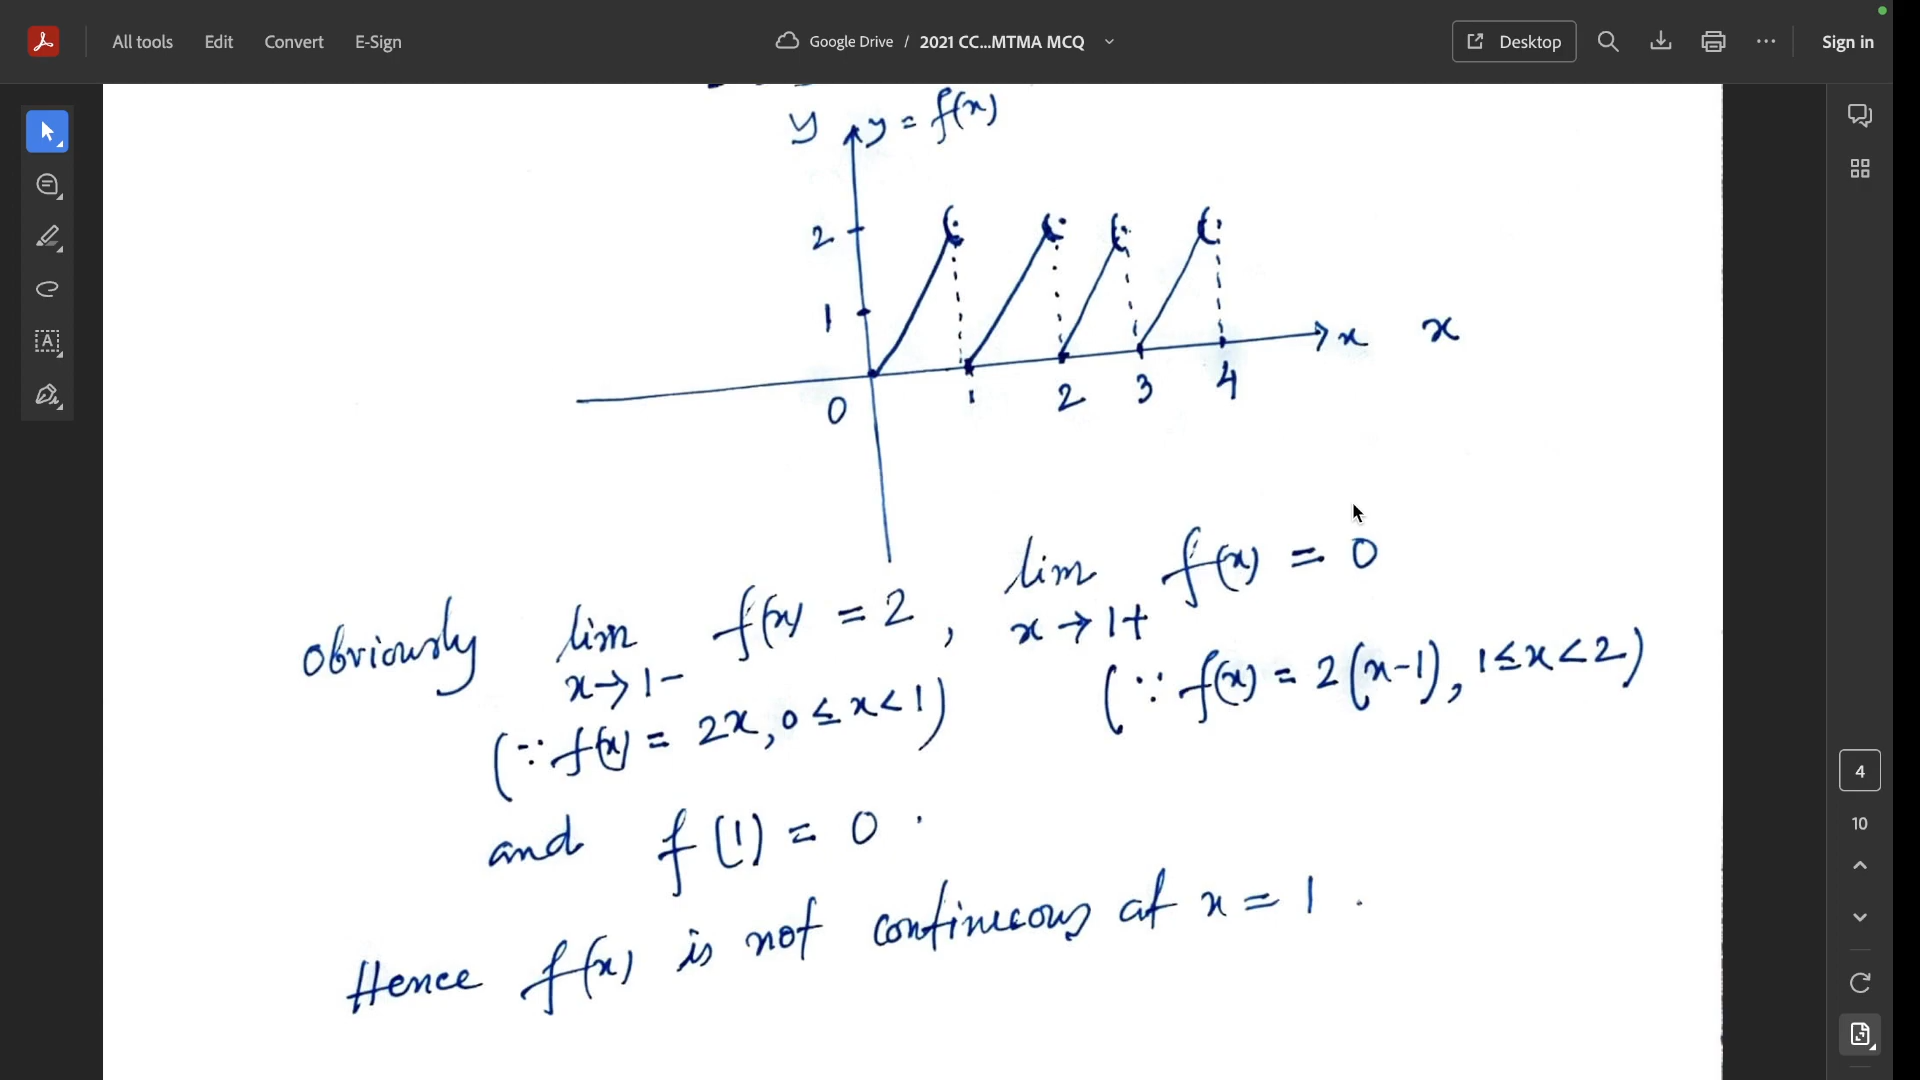 All tools Edit Convert E-Sign Google Drive / 2021 CC...MTMA MCQ Desktop Sign in
y y = f(x)
2
1
x x
0 1 2 3 4
Obviously lim x→1- f(x) = 2, lim x→1+ f(x) = 0
(∵ f(x) = 2x, 0 ≤ x < 1) (∵ f(x) = 2(x-1), 1 ≤ x < 2)
and f(1) = 0.
Hence f(x) is not continuous at x = 1.
4
10